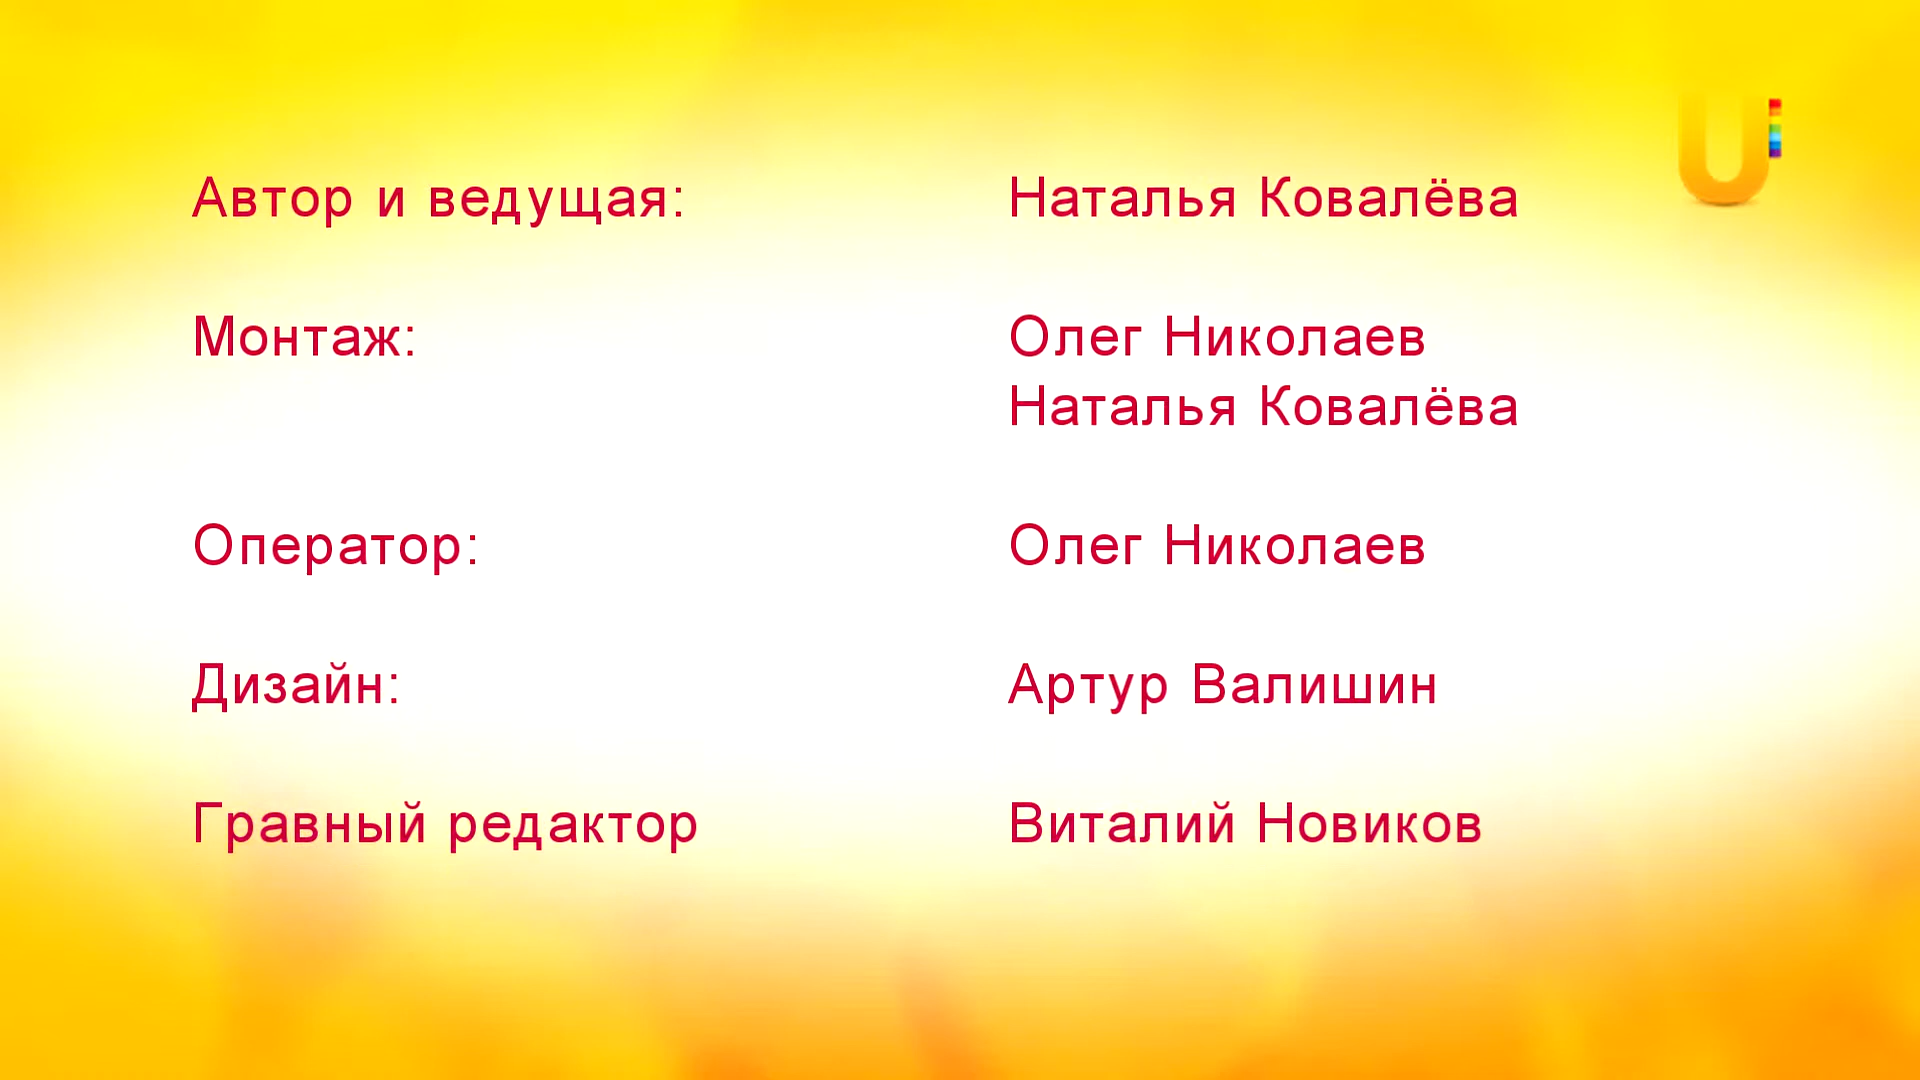 U
Автор и ведущая: Наталья Ковалёва
Монтаж: Олег Николаев
Наталья Ковалёва
Оператор: Олег Николаев
Дизайн: Артур Валишин
Гравный редактор Виталий Новиков